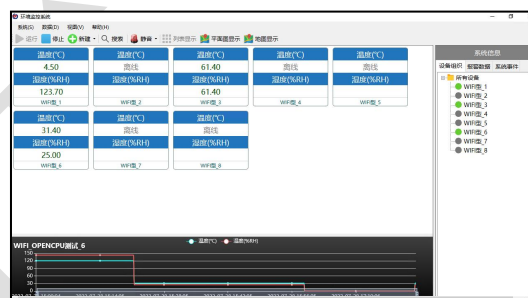 环境监控系统
系统(S) 数据(D) 视图(V) 帮助(H)
运行 停止 新建 搜索 静音 列表显示 平面图显示 地图显示
温度(℃) 温度(℃) 温度(℃) 温度(℃) 温度(℃)
4.50 离线 61.40 离线 离线
湿度(%RH) 湿度(%RH) 湿度(%RH) 湿度(%RH) 湿度(%RH)
123.70 61.40
WIFI型_1 WIFI型_2 WIFI型_3 WIFI型_4 WIFI型_5
温度(℃) 温度(℃) 温度(℃)
31.40 离线 离线
湿度(%RH) 湿度(%RH) 湿度(%RH)
25.00
WIFI型_6 WIFI型_7 WIFI型_8
系统信息
设备组织 报警数据 系统事件
所有设备
WIFI型_1
WIFI型_2
WIFI型_3
WIFI型_4
WIFI型_5
WIFI型_6
WIFI型_7
WIFI型_8
WIFI_OPENCPU测试_6
温度(℃) 湿度(%RH)
150
120
90
60
30
0